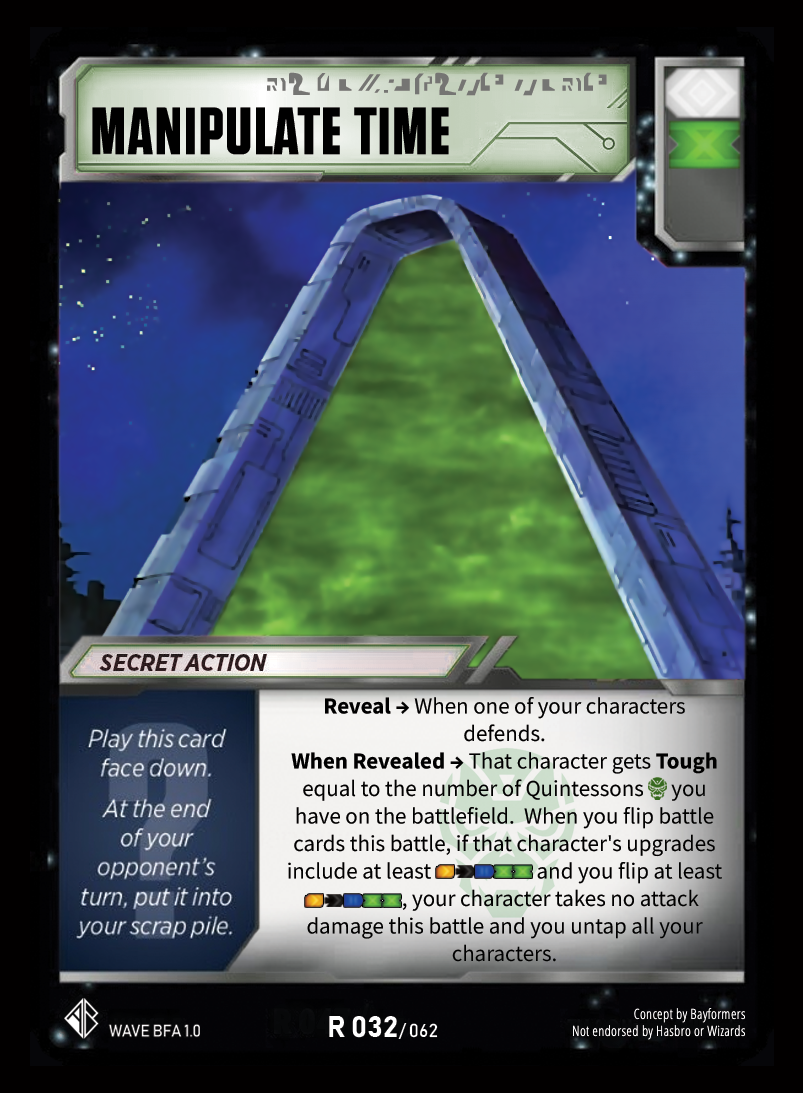 MANIPULATE TIME
SECRET ACTION
Play this card
face down.
At the end
of your
opponent's
turn, put it into
your scrap pile.
Reveal → When one of your characters
defends.
When Revealed → That character gets Tough
equal to the number of Quintessons you
have on the battlefield. When you flip battle
cards this battle, if that character's upgrades
include at least and you flip at least
, your character takes no attack
damage this battle and you untap all your
characters.
WAVE BFA 1.0
R 032/062
Concept by Bayformers
Not endorsed by Hasbro or Wizards